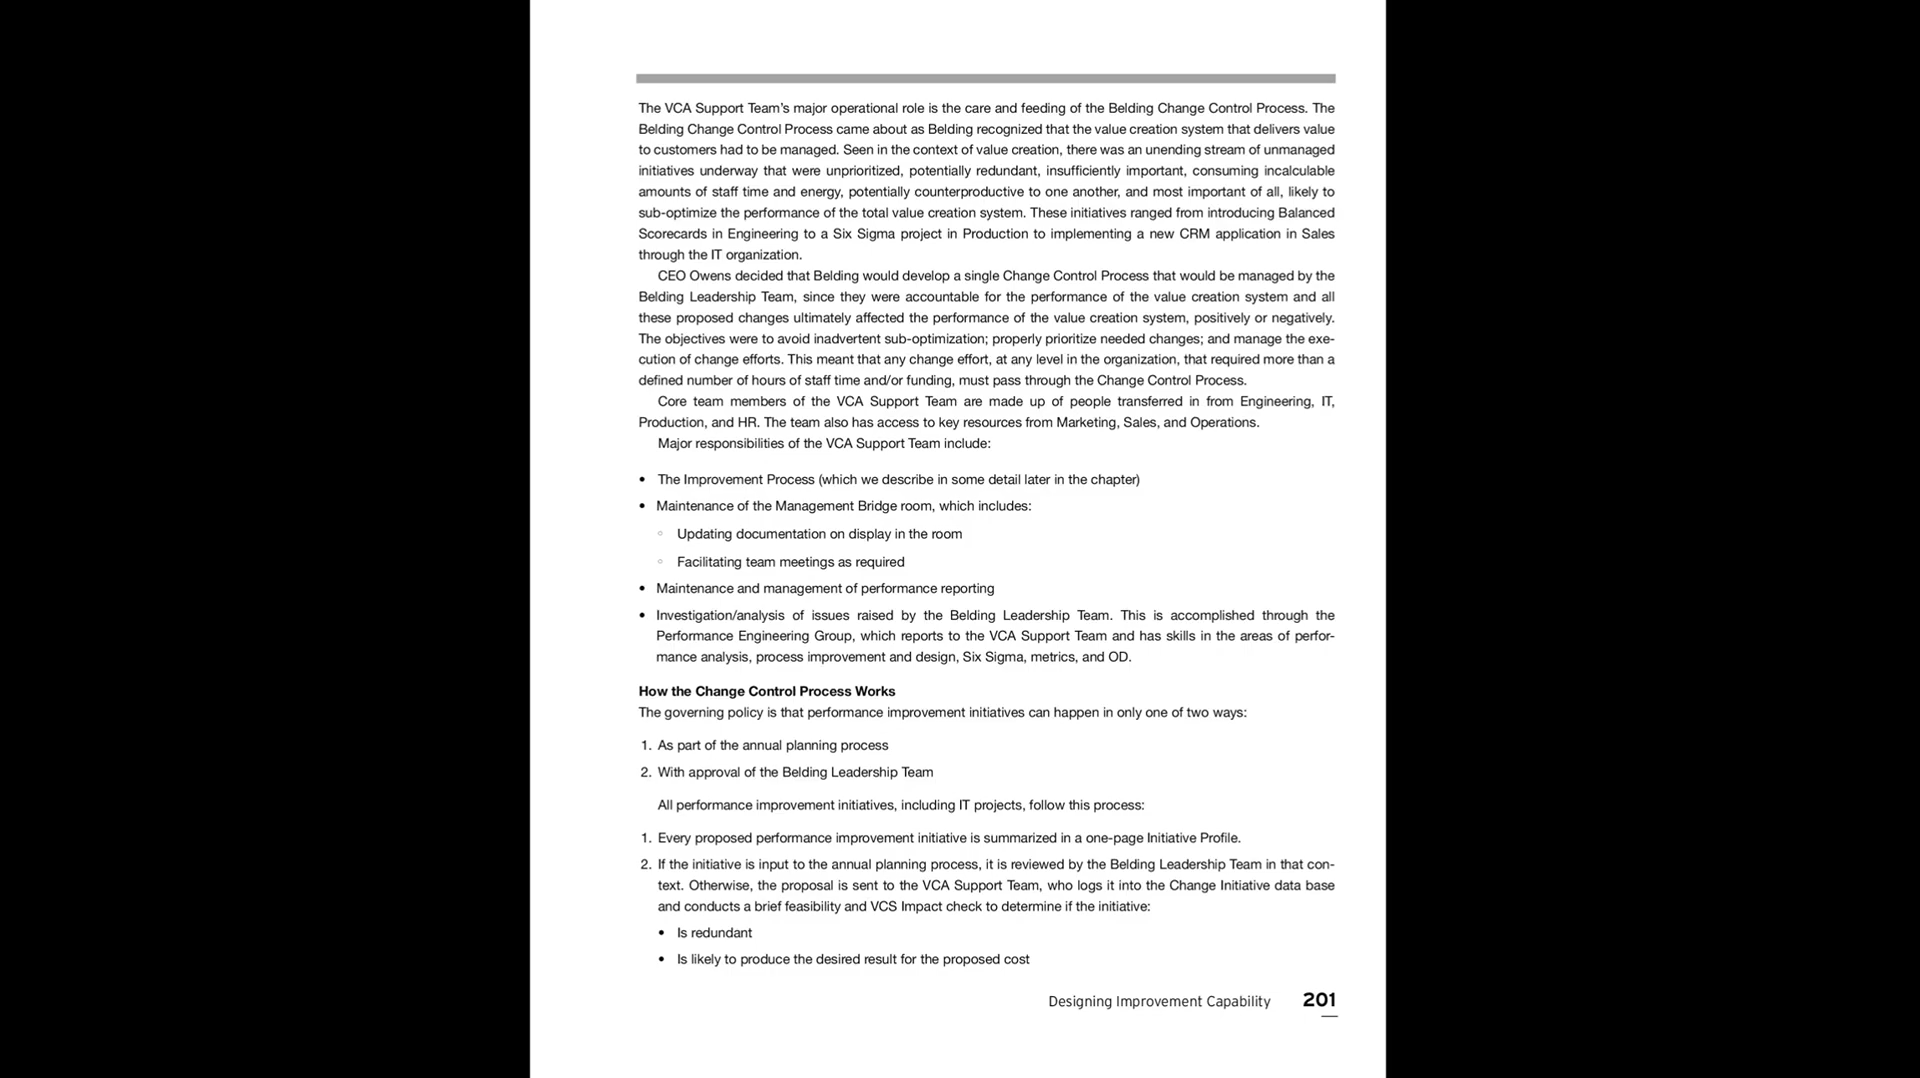 The VCA Support Team's major operational role is the care and feeding of the Belding Change Control Process. The
Belding Change Control Process came about as Belding recognized that the value creation system that delivers value
to customers had to be managed. Seen in the context of value creation, there was an unending stream of unmanaged
initiatives underway that were unprioritized, potentially redundant, insufficiently important, consuming incalculable
amounts of staff time and energy, potentially counterproductive to one another, and most important of all, likely to
sub-optimize the performance of the total value creation system. These initiatives ranged from introducing Balanced
Scorecards in Engineering to a Six Sigma project in Production to implementing a new CRM application in Sales
through the IT organization.
CEO Owens decided that Belding would develop a single Change Control Process that would be managed by the
Belding Leadership Team, since they were accountable for the performance of the value creation system and all
these proposed changes ultimately affected the performance of the value creation system, positively or negatively.
The objectives were to avoid inadvertent sub-optimization; properly prioritize needed changes; and manage the exe-
cution of change efforts. This meant that any change effort, at any level in the organization, that required more than a
defined number of hours of staff time and/or funding, must pass through the Change Control Process.
Core team members of the VCA Support Team are made up of people transferred in from Engineering, IT,
Production, and HR. The team also has access to key resources from Marketing, Sales, and Operations.
Major responsibilities of the VCA Support Team include:
• The Improvement Process (which we describe in some detail later in the chapter)
• Maintenance of the Management Bridge room, which includes:
◦ Updating documentation on display in the room
◦ Facilitating team meetings as required
• Maintenance and management of performance reporting
• Investigation/analysis of issues raised by the Belding Leadership Team. This is accomplished through the
Performance Engineering Group, which reports to the VCA Support Team and has skills in the areas of perfor-
mance analysis, process improvement and design, Six Sigma, metrics, and OD.
How the Change Control Process Works
The governing policy is that performance improvement initiatives can happen in only one of two ways:
1. As part of the annual planning process
2. With approval of the Belding Leadership Team
All performance improvement initiatives, including IT projects, follow this process:
1. Every proposed performance improvement initiative is summarized in a one-page Initiative Profile.
2. If the initiative is input to the annual planning process, it is reviewed by the Belding Leadership Team in that con-
text. Otherwise, the proposal is sent to the VCA Support Team, who logs it into the Change Initiative data base
and conducts a brief feasibility and VCS Impact check to determine if the initiative:
• Is redundant
• Is likely to produce the desired result for the proposed cost
Designing Improvement Capability 201